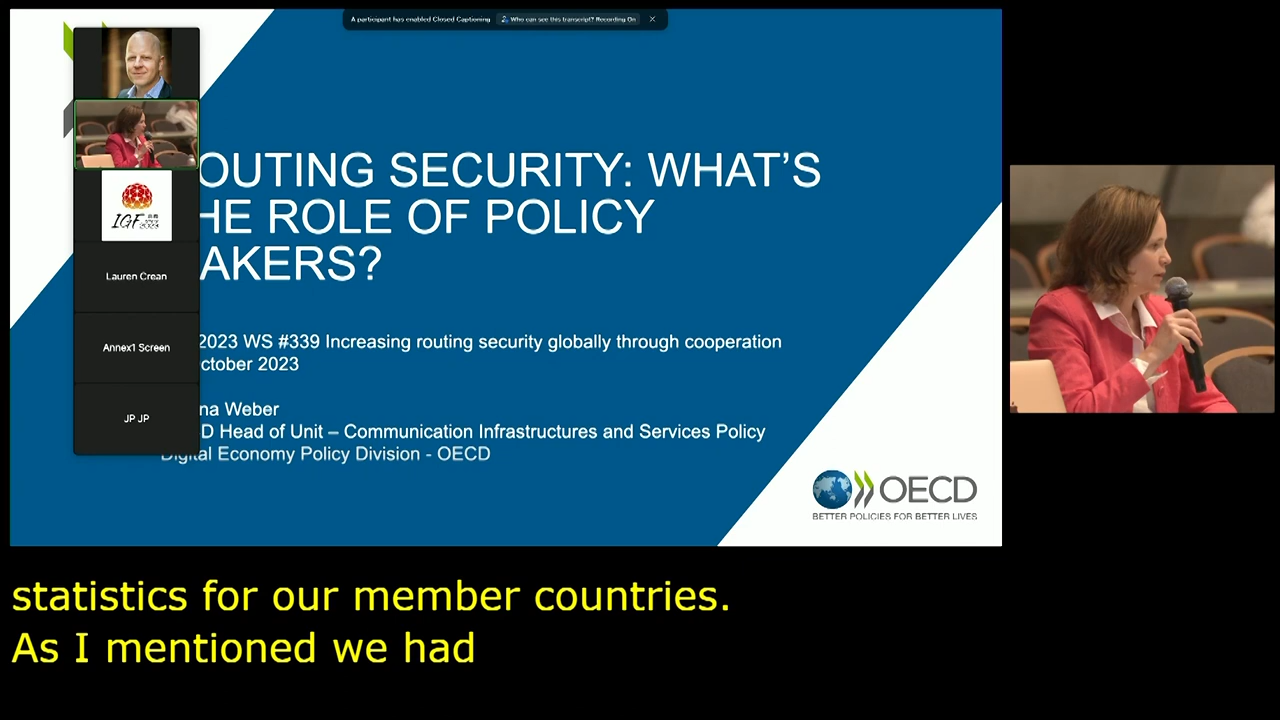 A participant has enabled Closed Captioning
Who can see this transcript? Recording On
OUTING SECURITY: WHAT'S
HE ROLE OF POLICY
AKERS?
2023 WS #339 Increasing routing security globally through cooperation
ctober 2023
na Weber
D Head of Unit – Communication Infrastructures and Services Policy
Digital Economy Policy Division - OECD
IGF
2023
Lauren Crean
Annex1 Screen
JP JP
OECD
BETTER POLICIES FOR BETTER LIVES
statistics for our member countries.
As I mentioned we had